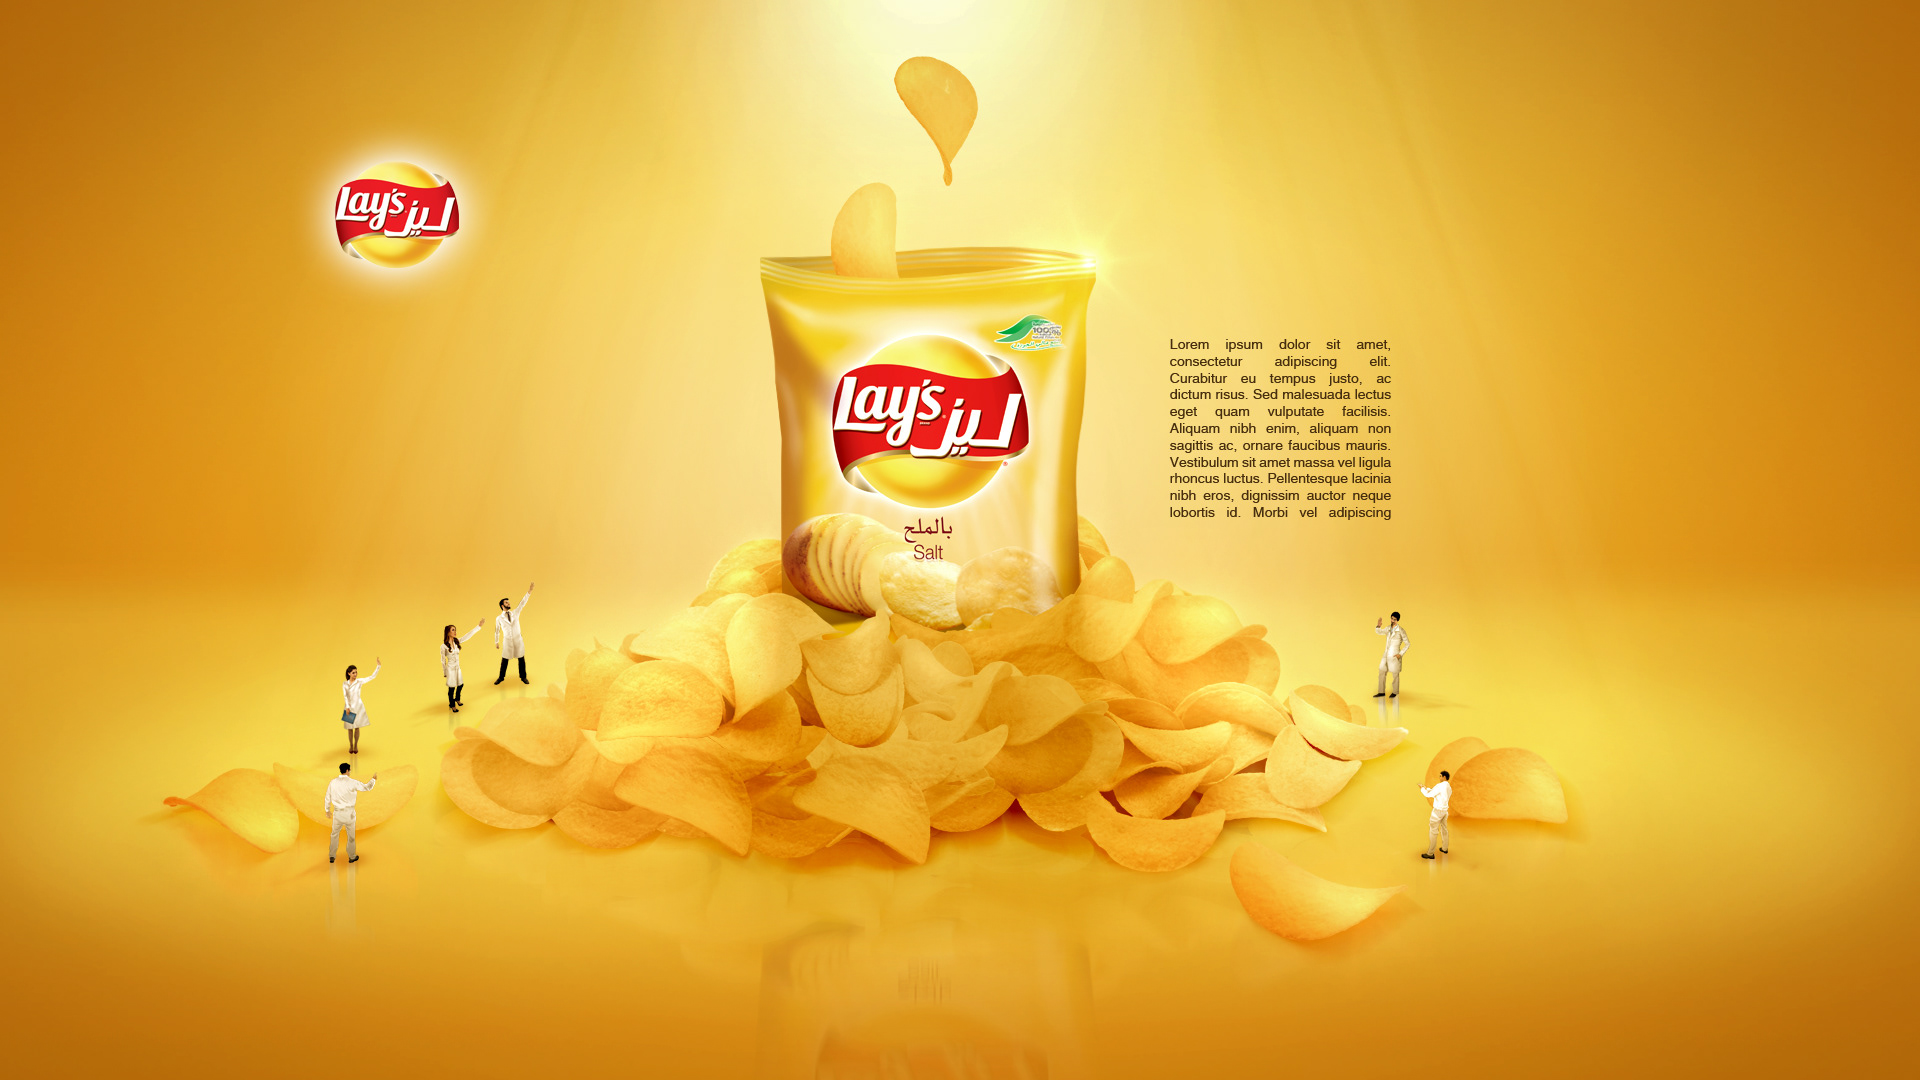 Lay's ليز
100%
Lay's ليز
بالملح
Salt
Lorem ipsum dolor sit amet,
consectetur adipiscing elit.
Curabitur eu tempus justo, ac
dictum risus. Sed malesuada lectus
eget quam vulputate facilisis.
Aliquam nibh enim, aliquam non
sagittis ac, ornare faucibus mauris.
Vestibulum sit amet massa vel ligula
rhoncus luctus. Pellentesque lacinia
nibh eros, dignissim auctor neque
lobortis id. Morbi vel adipiscing